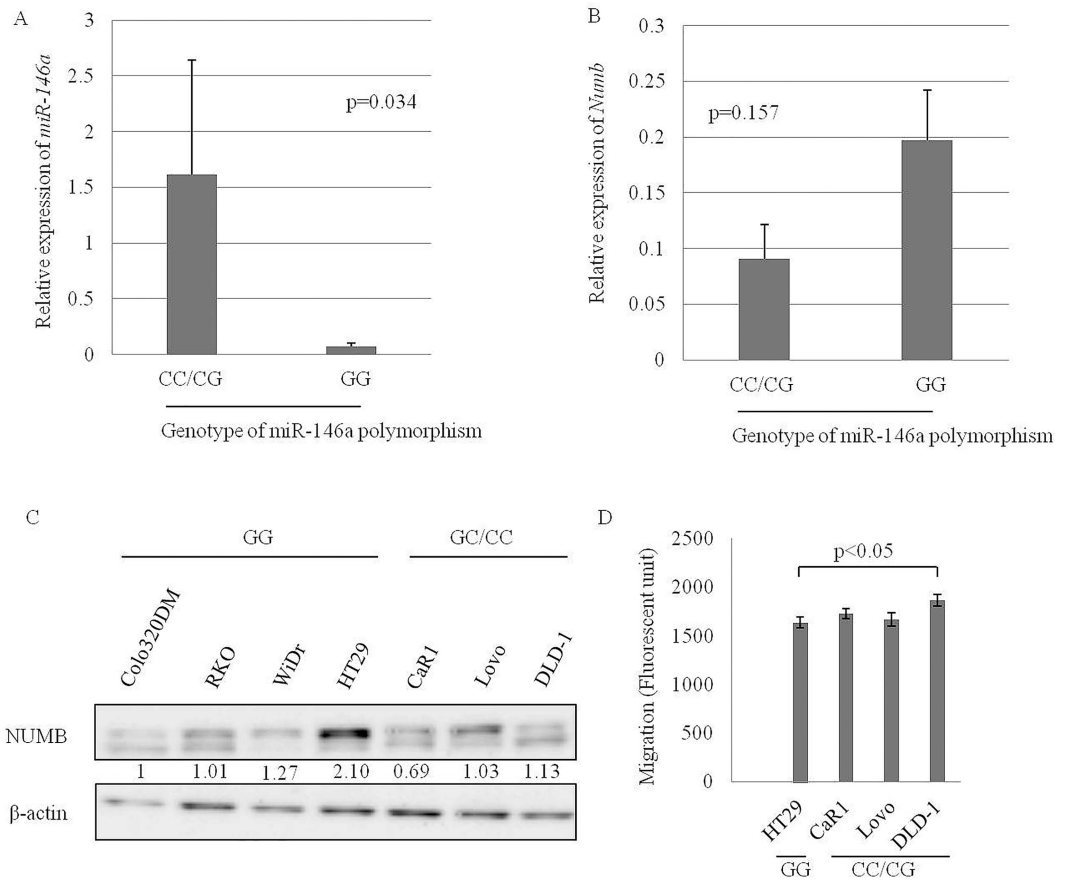 A
3
2.5
2
1.5
1
0.5
0
Relative expression of miR-146a
p=0.034
CC/CG GG
Genotype of miR-146a polymorphism
B
0.3
0.25
0.2
0.15
0.1
0.05
0
Relative expression of Numb
p=0.157
CC/CG GG
Genotype of miR-146a polymorphism
C
GG GC/CC
Colo320DM RKO WiDr HT29 CaR1 Lovo DLD-1
NUMB
1 1.01 1.27 2.10 0.69 1.03 1.13
β-actin
D
2500
2000
1500
1000
500
0
Migration (Fluorescent unit)
p<0.05
HT29 CaR1 Lovo DLD-1
GG CC/CG